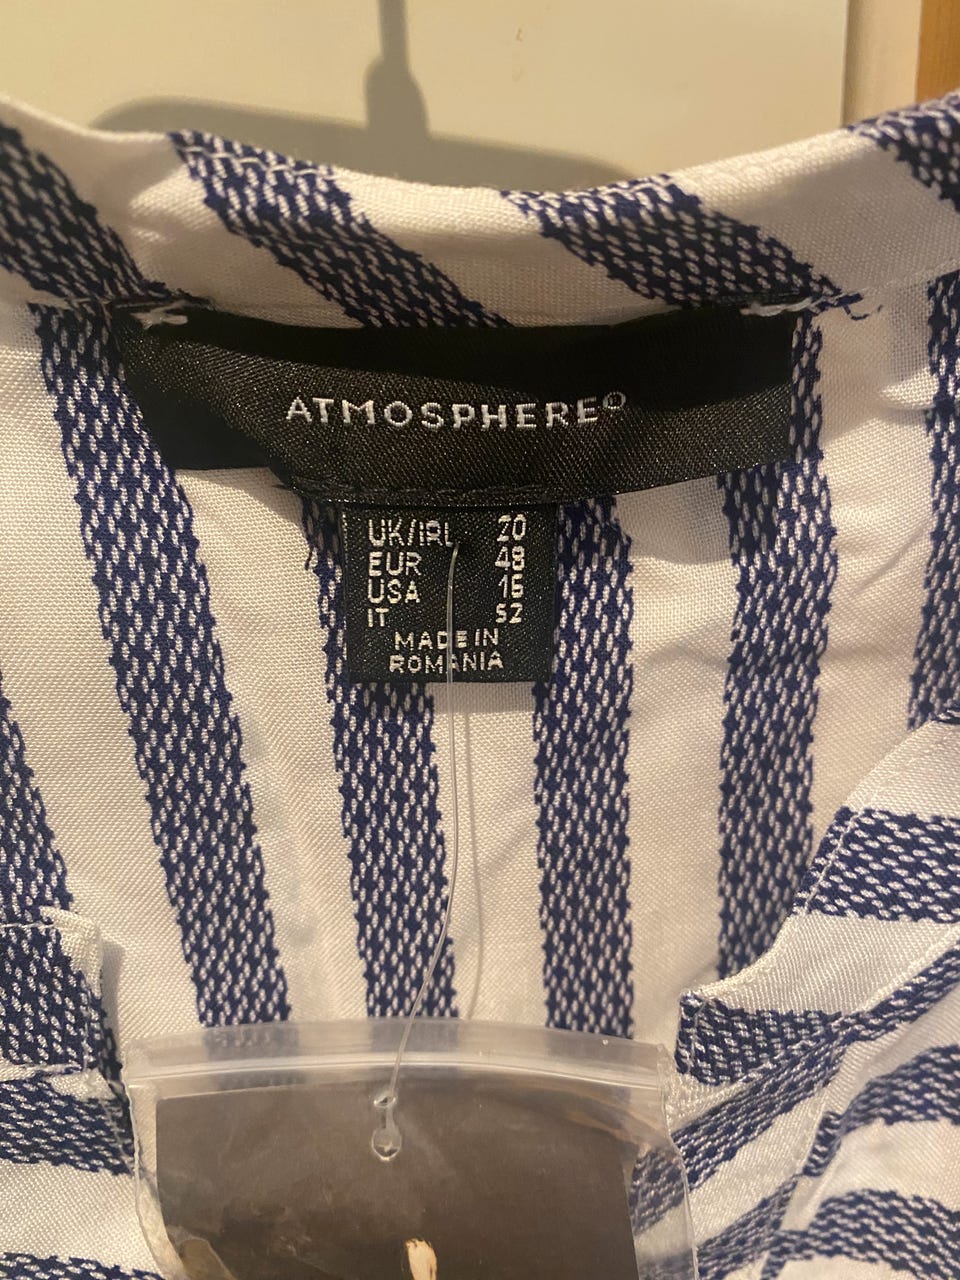 ATMOSPHERE
UK/IRL 20
EUR 48
USA 16
IT 52
MADE IN
ROMANIA